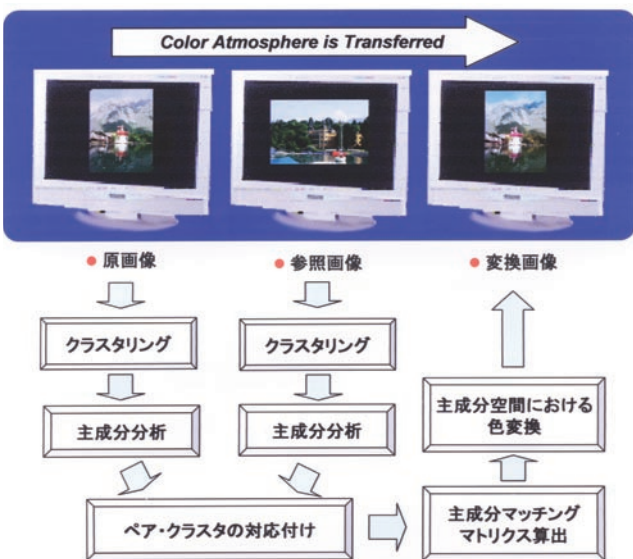 Color Atmosphere is Transferred
● 原画像
● 参照画像
● 変換画像
クラスタリング
クラスタリング
主成分分析
主成分分析
ペア・クラスタの対応付け
主成分空間における
色変換
主成分マッチング
マトリクス算出